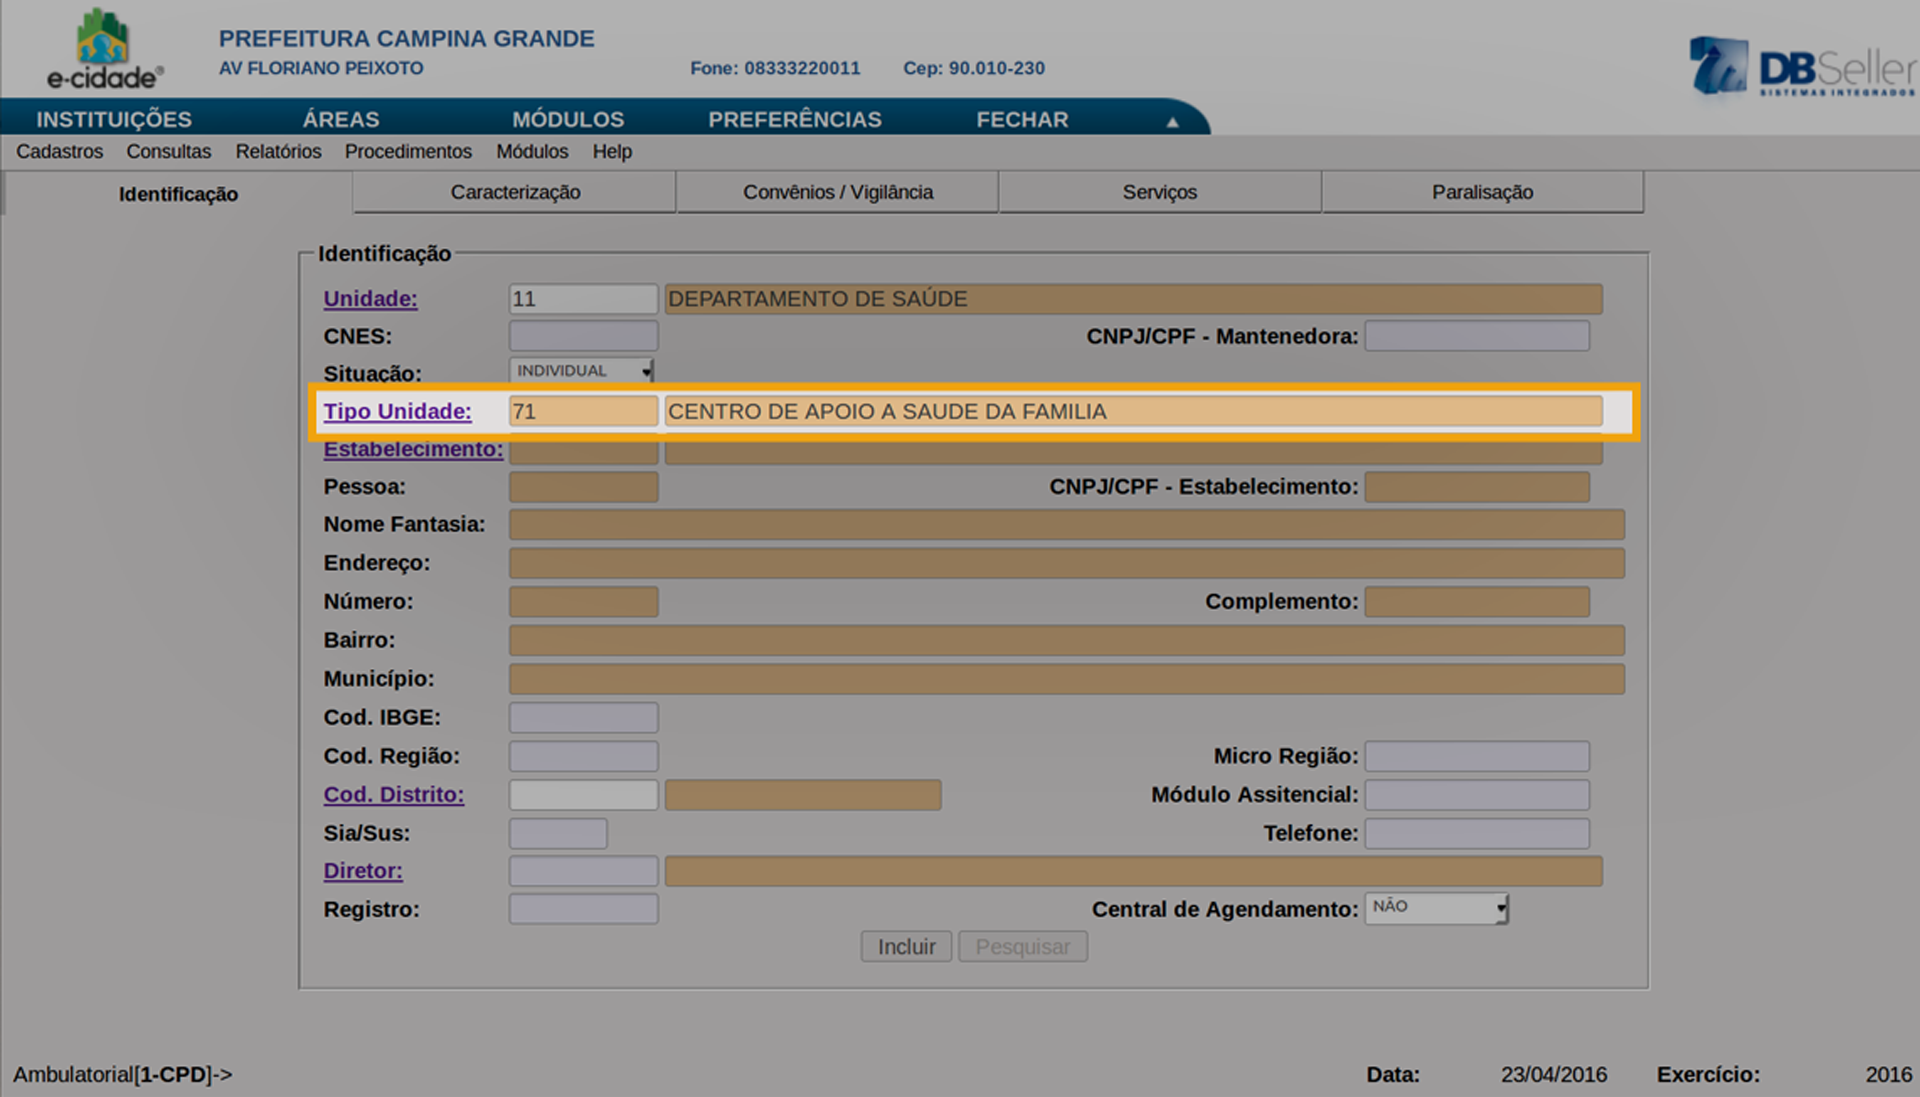 e-cidade®
PREFEITURA CAMPINA GRANDE
AV FLORIANO PEIXOTO Fone: 08333220011 Cep: 90.010-230
DBSeller
SISTEMAS INTEGRADOS
INSTITUIÇÕES ÁREAS MÓDULOS PREFERÊNCIAS FECHAR ▲
Cadastros Consultas Relatórios Procedimentos Módulos Help
Identificação Caracterização Convênios / Vigilância Serviços Paralisação
Identificação
Unidade: 11 DEPARTAMENTO DE SAÚDE
CNES: CNPJ/CPF - Mantenedora:
Situação: INDIVIDUAL
Tipo Unidade: 71 CENTRO DE APOIO A SAUDE DA FAMILIA
Estabelecimento:
Pessoa: CNPJ/CPF - Estabelecimento:
Nome Fantasia:
Endereço:
Número: Complemento:
Bairro:
Município:
Cod. IBGE:
Cod. Região: Micro Região:
Cod. Distrito: Módulo Assitencial:
Sia/Sus: Telefone:
Diretor:
Registro: Central de Agendamento: NÃO
Incluir Pesquisar
Ambulatorial[1-CPD]-> Data: 23/04/2016 Exercício: 2016